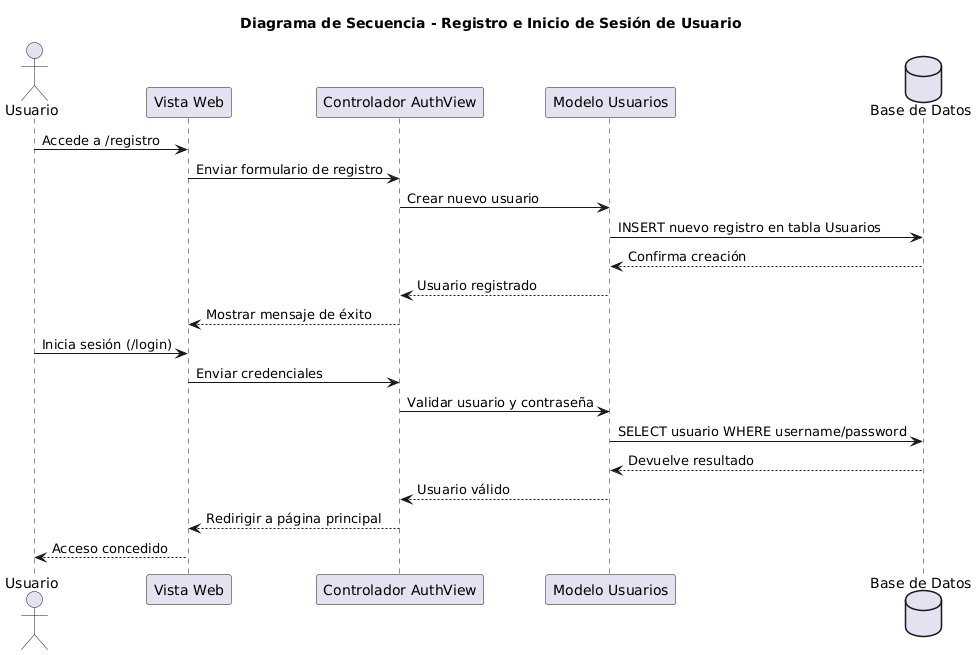 Diagrama de Secuencia - Registro e Inicio de Sesión de Usuario
Usuario
Vista Web
Controlador AuthView
Modelo Usuarios
Base de Datos
Accede a /registro
Enviar formulario de registro
Crear nuevo usuario
INSERT nuevo registro en tabla Usuarios
Confirma creación
Usuario registrado
Mostrar mensaje de éxito
Inicia sesión (/login)
Enviar credenciales
Validar usuario y contraseña
SELECT usuario WHERE username/password
Devuelve resultado
Usuario válido
Redirigir a página principal
Acceso concedido
Usuario
Vista Web
Controlador AuthView
Modelo Usuarios
Base de Datos